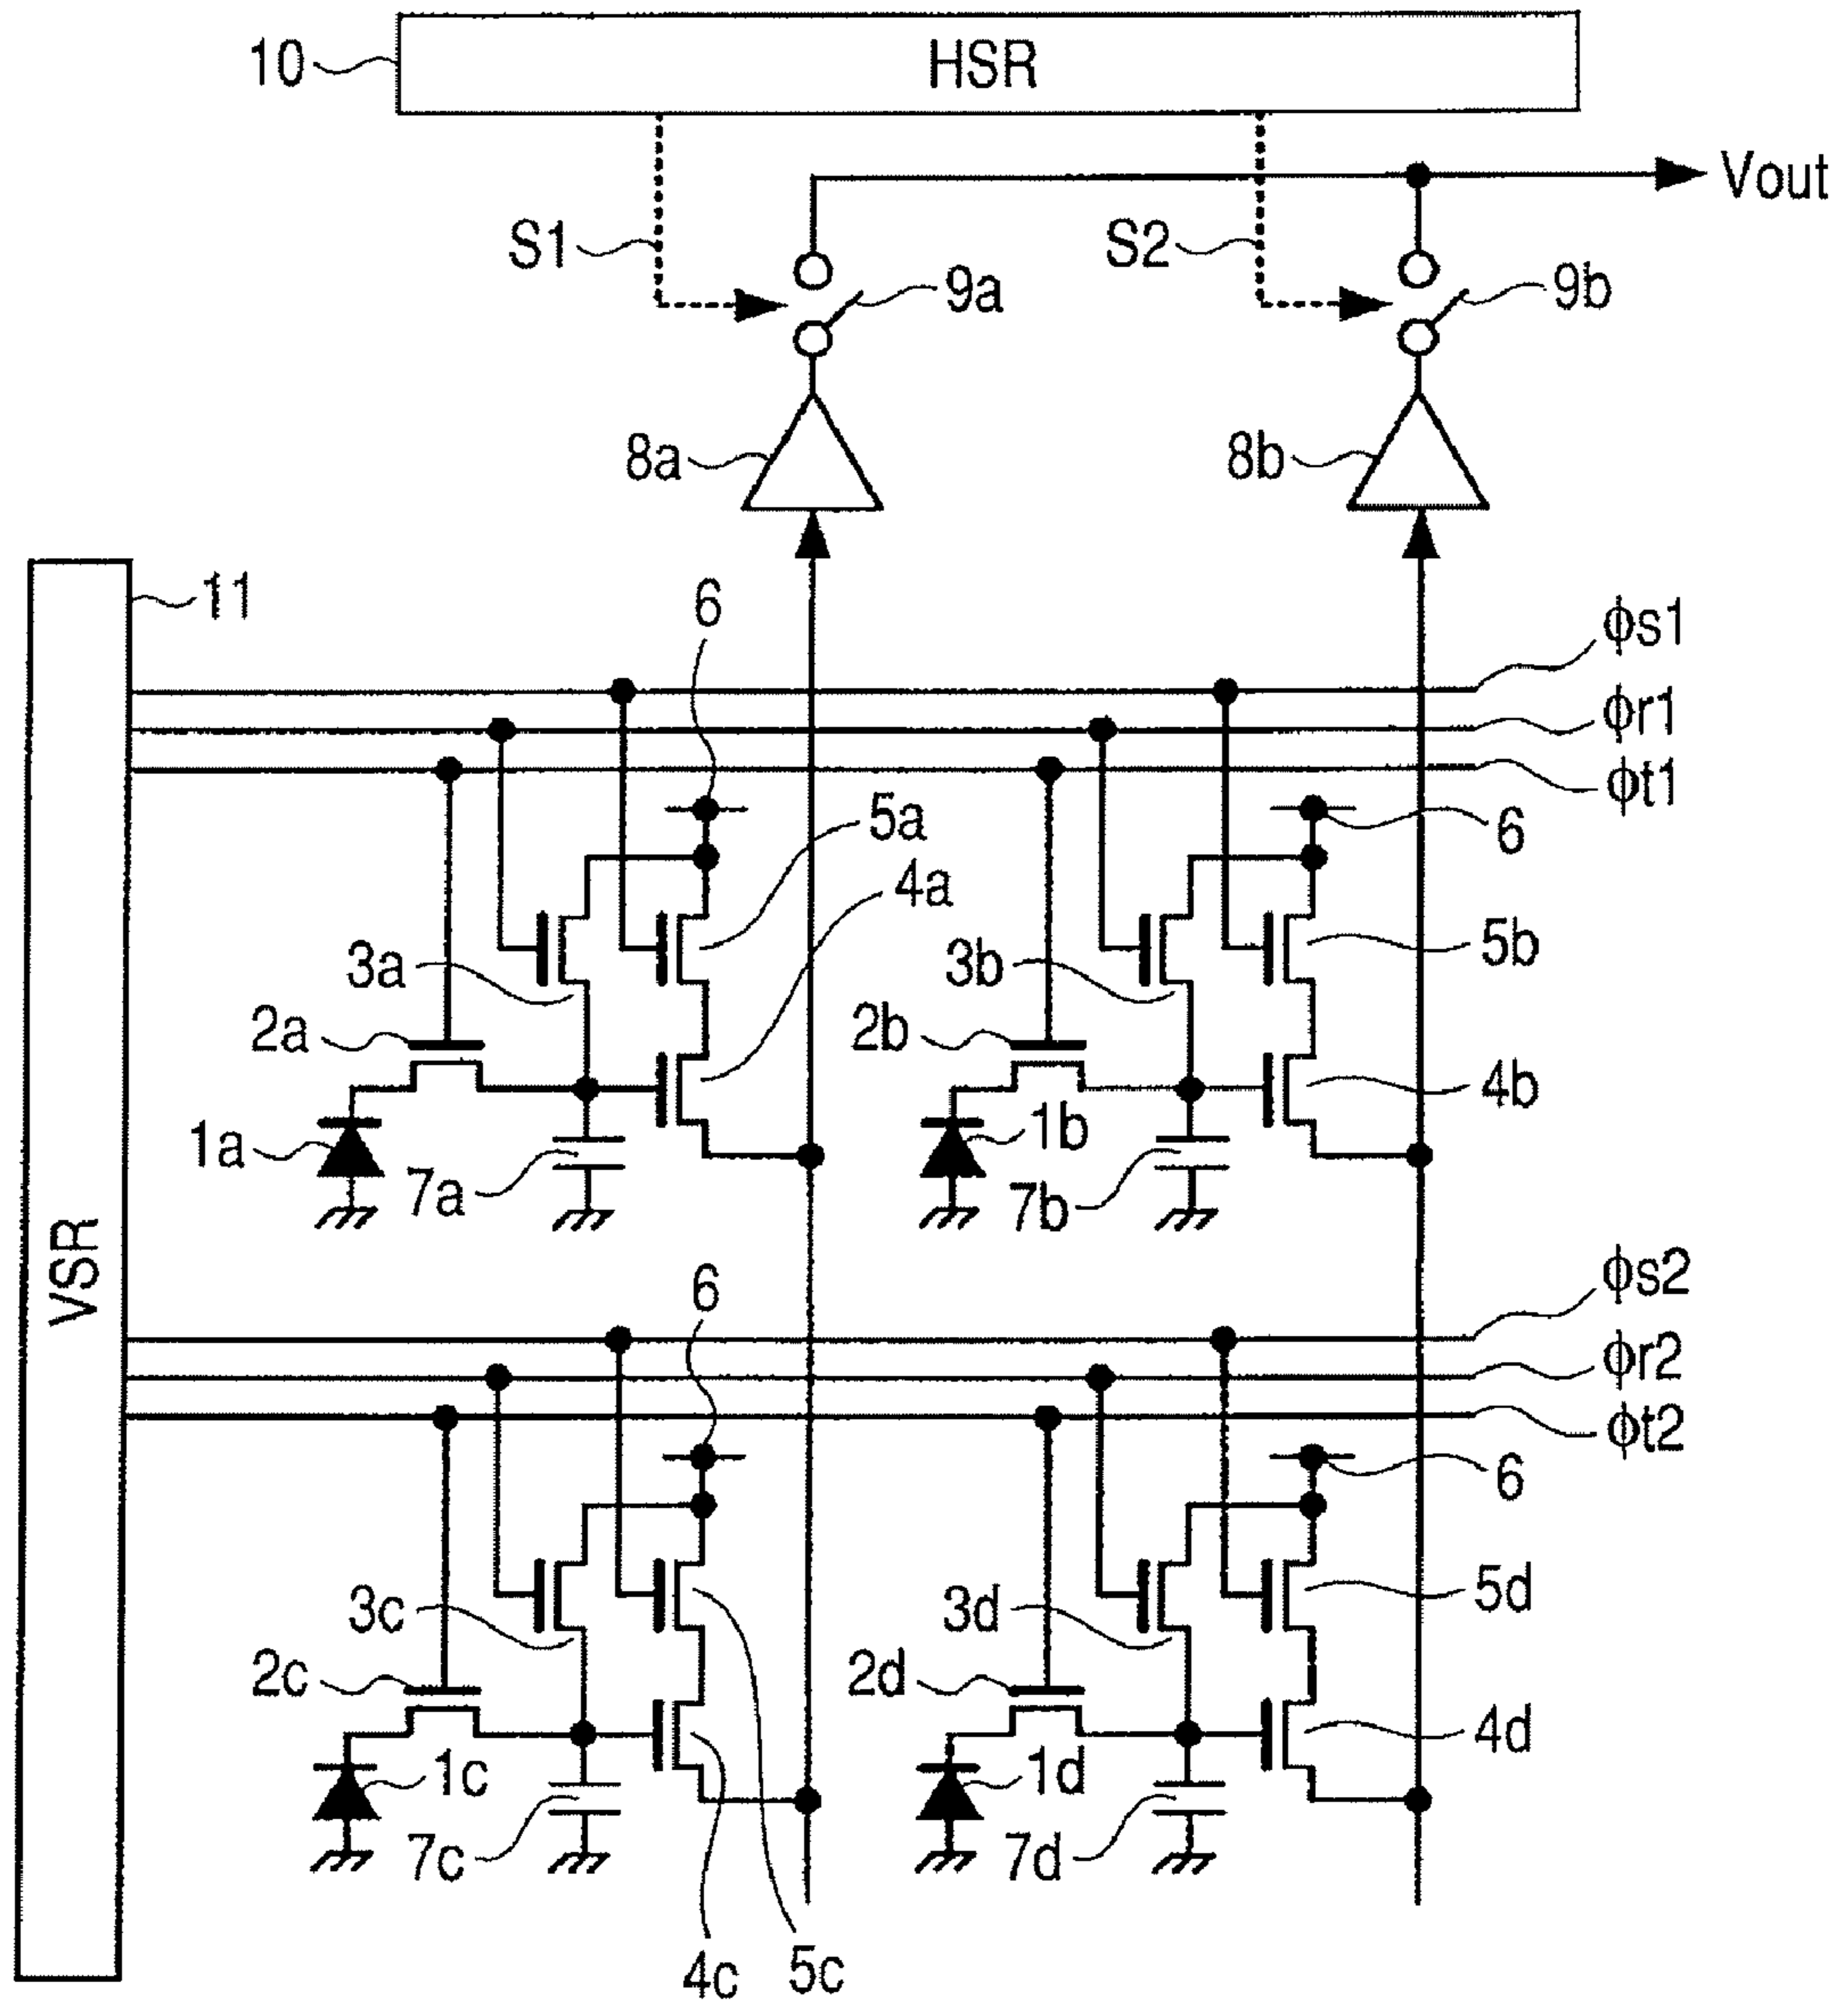 10
HSR
Vout
S1
S2
9a
9b
8a
8b
11
6
ϕs1
ϕr1
ϕt1
5a
6
4a
3a
3b
5b
2a
2b
4b
1a
1b
7a
7b
VSR
6
ϕs2
ϕr2
ϕt2
6
3c
3d
5d
2c
2d
4d
1c
1d
7c
7d
4c
5c